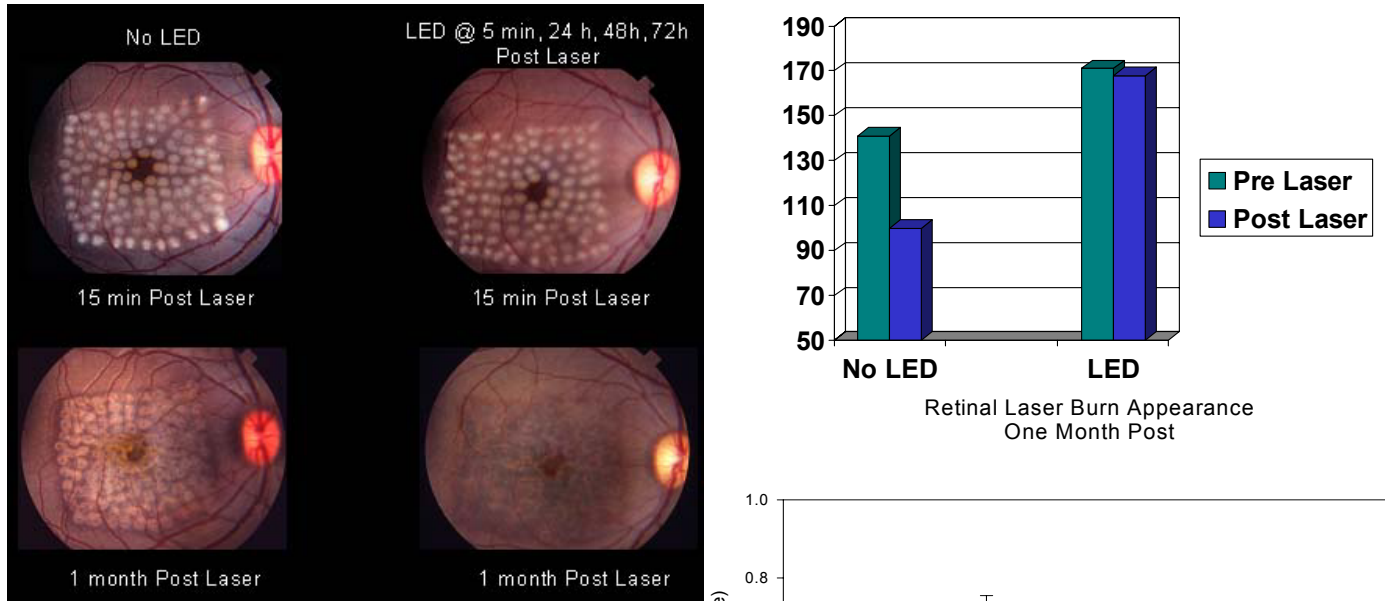 No LED
LED @ 5 min, 24 h, 48h, 72h
Post Laser
15 min Post Laser
15 min Post Laser
1 month Post Laser
1 month Post Laser
190
170
150
130
110
90
70
50
No LED
LED
Pre Laser
Post Laser
Retinal Laser Burn Appearance
One Month Post
1.0
0.8